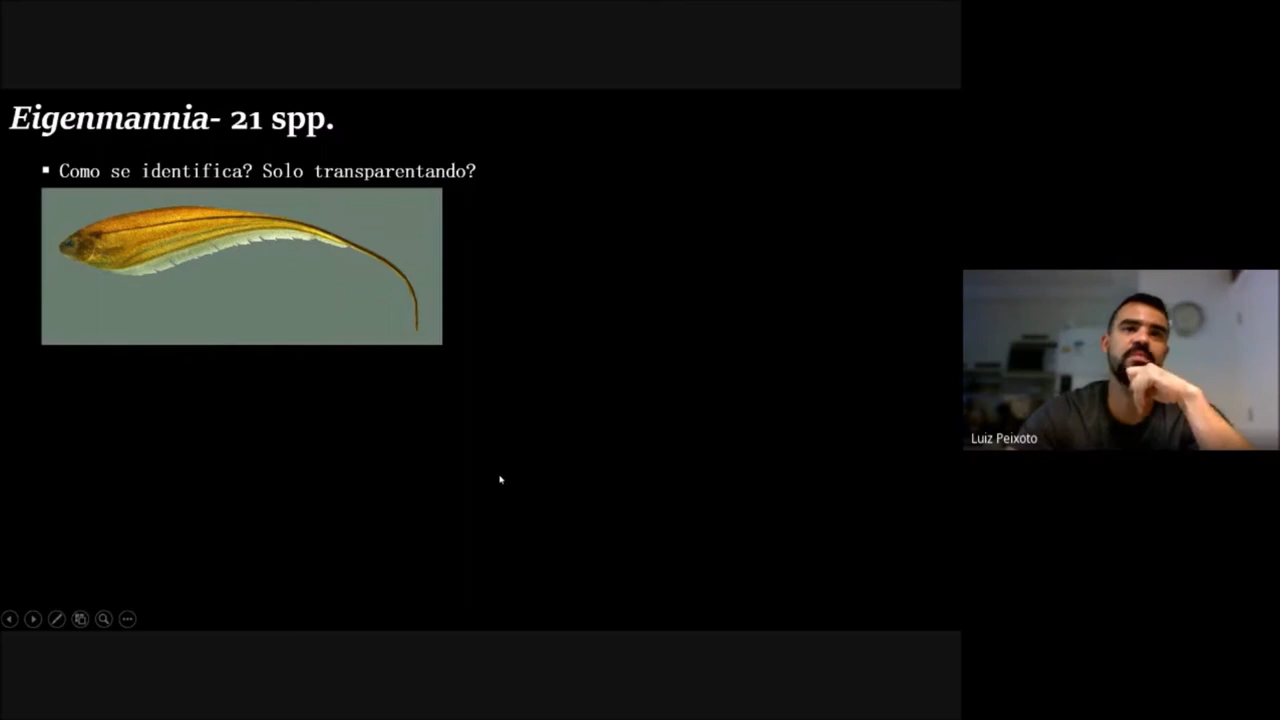 Eigenmannia- 21 spp.
▪ Como se identifica? Solo transparentando?
Luiz Peixoto